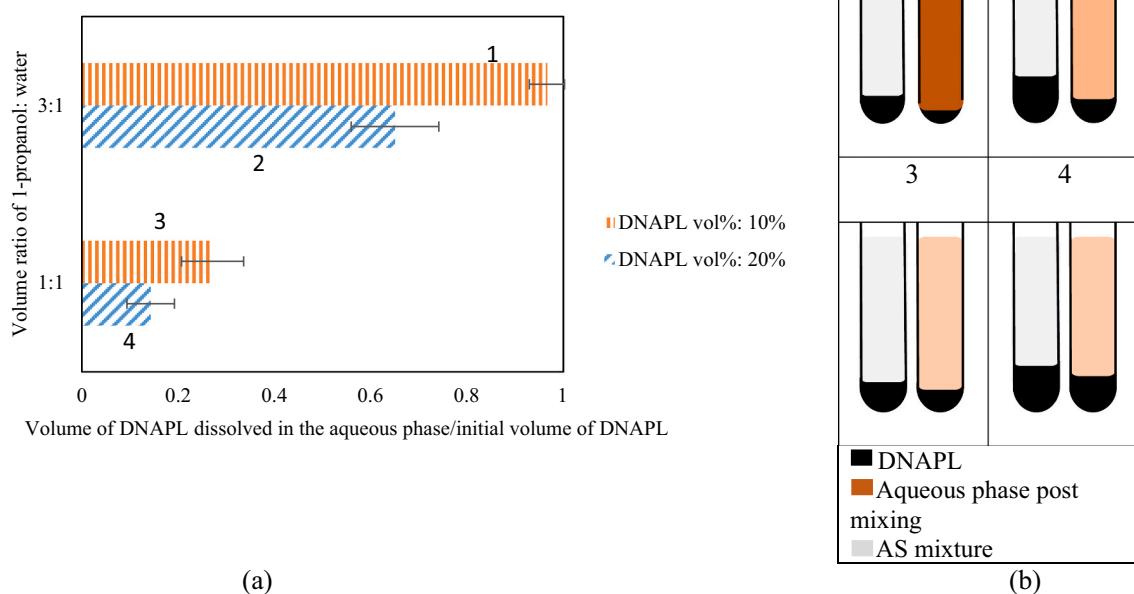 Volume ratio of 1-propanol: water
3:1
1:1
1
2
3
4
0
0.2
0.4
0.6
0.8
1
Volume of DNAPL dissolved in the aqueous phase/initial volume of DNAPL
DNAPL vol%: 10%
DNAPL vol%: 20%
(a)
3
4
DNAPL
Aqueous phase post
mixing
AS mixture
(b)